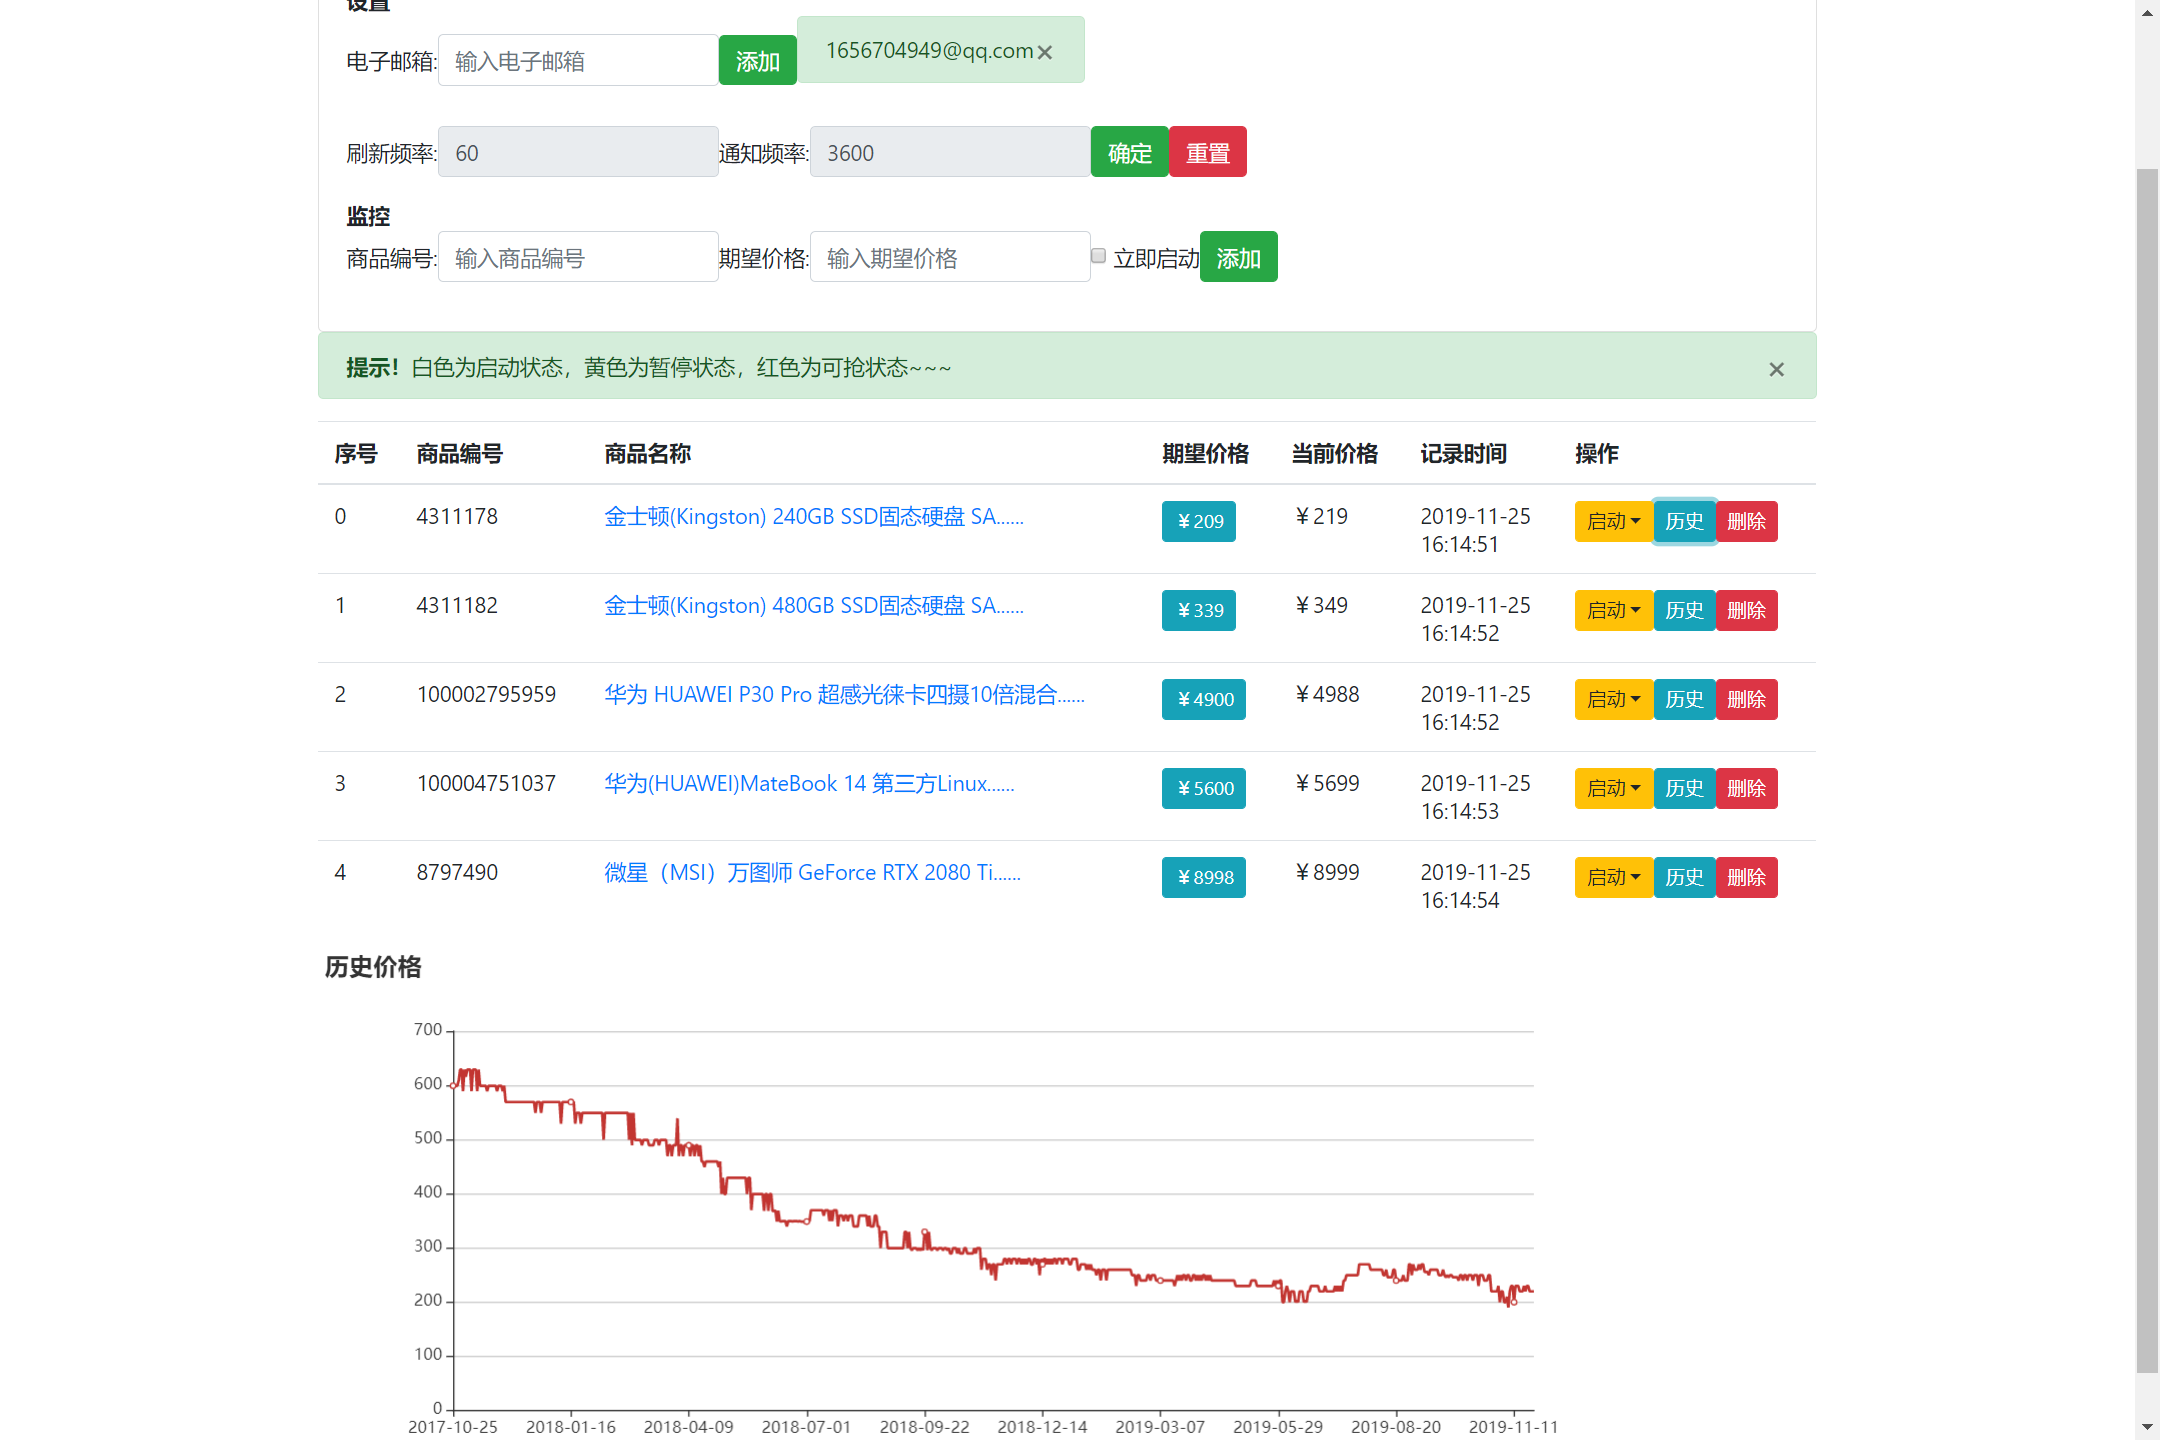 设置
电子邮箱: 输入电子邮箱 添加 1656704949@qq.com×
刷新频率: 60 通知频率: 3600 确定 重置
监控
商品编号: 输入商品编号 期望价格: 输入期望价格 立即启动 添加
提示！白色为启动状态，黄色为暂停状态，红色为可抢状态~~~ ×
序号 商品编号 商品名称 期望价格 当前价格 记录时间 操作
0 4311178 金士顿(Kingston) 240GB SSD固态硬盘 SA...... ￥209 ￥219 2019-11-25 启动 历史 删除
16:14:51
1 4311182 金士顿(Kingston) 480GB SSD固态硬盘 SA...... ￥339 ￥349 2019-11-25 启动 历史 删除
16:14:52
2 100002795959 华为 HUAWEI P30 Pro 超感光徕卡四摄10倍混合...... ￥4900 ￥4988 2019-11-25 启动 历史 删除
16:14:52
3 100004751037 华为(HUAWEI)MateBook 14 第三方Linux...... ￥5600 ￥5699 2019-11-25 启动 历史 删除
16:14:53
4 8797490 微星（MSI）万图师 GeForce RTX 2080 Ti...... ￥8998 ￥8999 2019-11-25 启动 历史 删除
16:14:54
历史价格
700
600
500
400
300
200
100
0
2017-10-25 2018-01-16 2018-04-09 2018-07-01 2018-09-22 2018-12-14 2019-03-07 2019-05-29 2019-08-20 2019-11-11